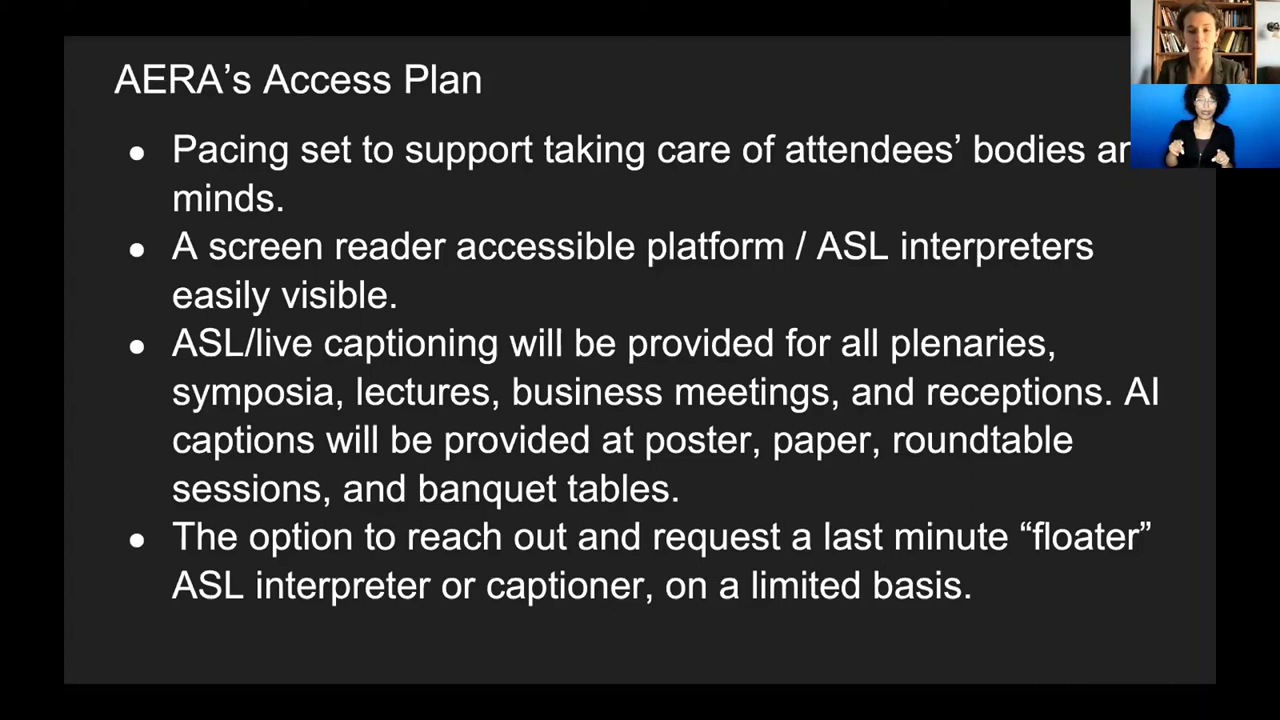 AERA’s Access Plan
● Pacing set to support taking care of attendees’ bodies
minds.
● A screen reader accessible platform / ASL interpreters
easily visible.
● ASL/live captioning will be provided for all plenaries,
symposia, lectures, business meetings, and receptions. AI
captions will be provided at poster, paper, roundtable
sessions, and banquet tables.
● The option to reach out and request a last minute “floater”
ASL interpreter or captioner, on a limited basis.